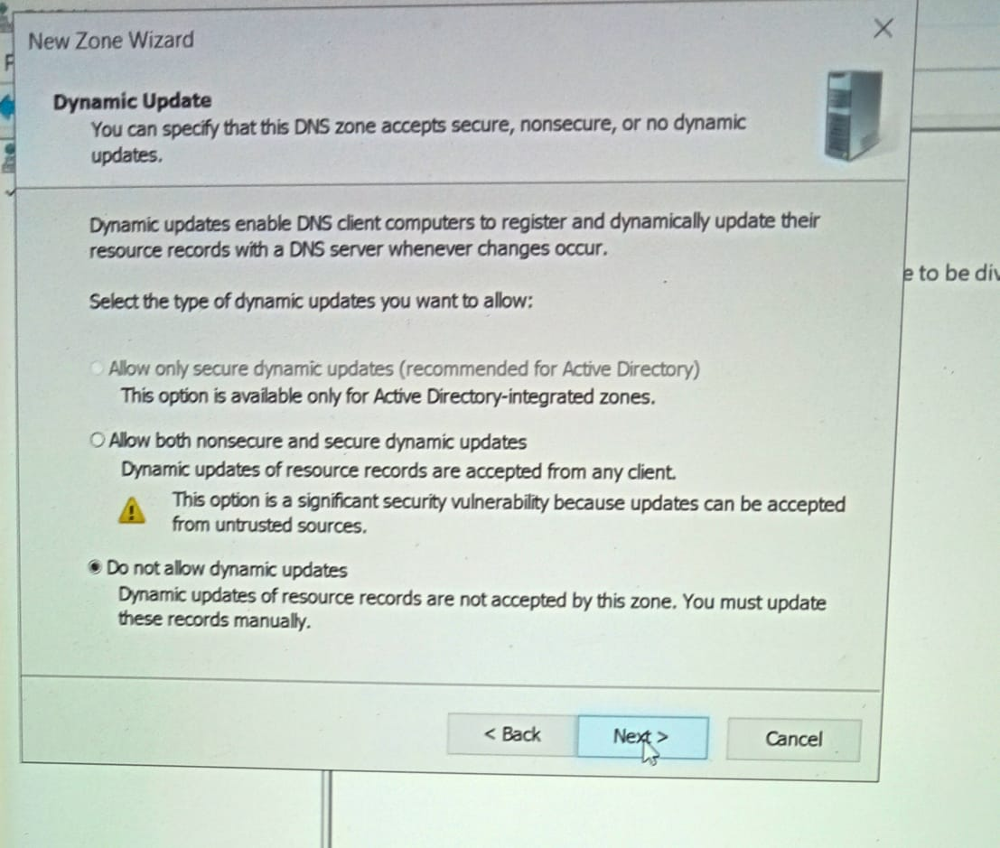 New Zone Wizard
Dynamic Update
You can specify that this DNS zone accepts secure, nonsecure, or no dynamic
updates.
Dynamic updates enable DNS client computers to register and dynamically update their
resource records with a DNS server whenever changes occur.
e to be div
Select the type of dynamic updates you want to allow:
Allow only secure dynamic updates (recommended for Active Directory)
This option is available only for Active Directory-integrated zones.
Allow both nonsecure and secure dynamic updates
Dynamic updates of resource records are accepted from any client.
This option is a significant security vulnerability because updates can be accepted
from untrusted sources.
Do not allow dynamic updates
Dynamic updates of resource records are not accepted by this zone. You must update
these records manually.
< Back
Next >
Cancel